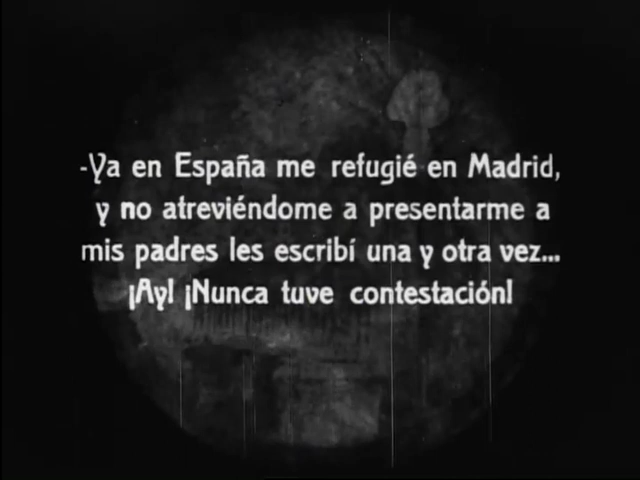 -Ya en España me refugié en Madrid,
y no atreviéndome a presentarme a
mis padres les escribí una y otra vez...
¡Ay! ¡Nunca tuve contestación!